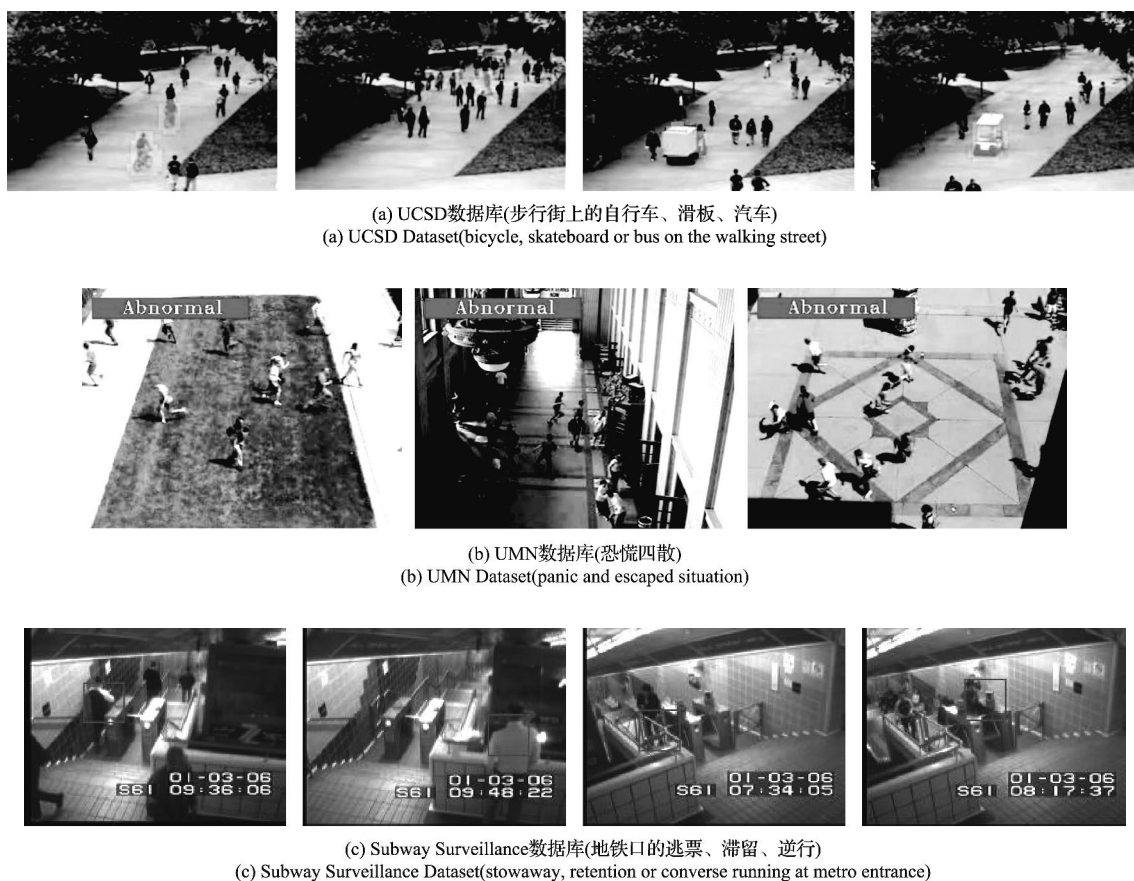 (a) UCSD数据库(步行街上的自行车、滑板、汽车)
(a) UCSD Dataset(bicycle, skateboard or bus on the walking street)
Abnormal
Abnormal
Abnormal
(b) UMN数据库(恐慌四散)
(b) UMN Dataset(panic and escaped situation)
01-03-06
S61 09:36:06
01-03-06
S61 09:48:22
01-03-06
S61 07:34:05
01-03-06
S61 08:17:37
(c) Subway Surveillance数据库(地铁口的逃票、滞留、逆行)
(c) Subway Surveillance Dataset(stowaway, retention or converse running at metro entrance)